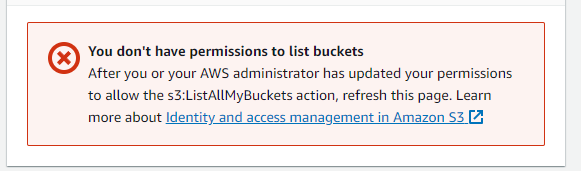 You don't have permissions to list buckets
After you or your AWS administrator has updated your permissions
to allow the s3:ListAllMyBuckets action, refresh this page. Learn
more about Identity and access management in Amazon S3